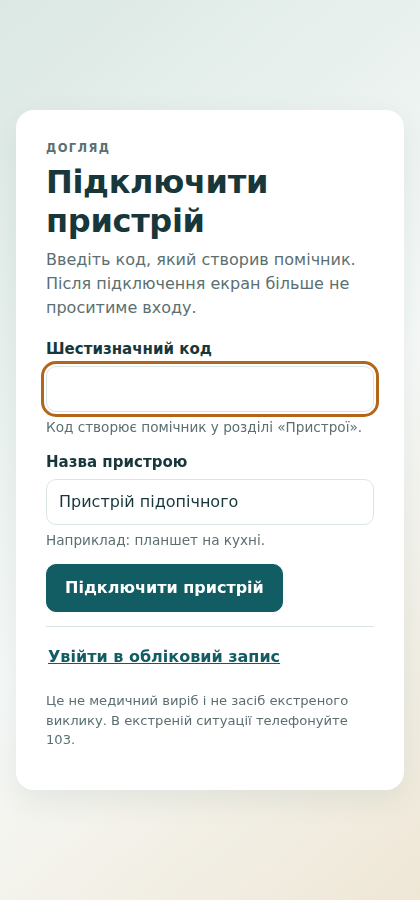 ДОГЛЯД
Підключити
пристрій
Введіть код, який створив помічник.
Після підключення екран більше не
проситиме входу.
Шестизначний код
Код створює помічник у розділі «Пристрої».
Назва пристрою
Пристрій підопічного
Наприклад: планшет на кухні.
Підключити пристрій
Увійти в обліковий запис
Це не медичний виріб і не засіб екстреного
виклику. В екстреній ситуації телефонуйте
103.